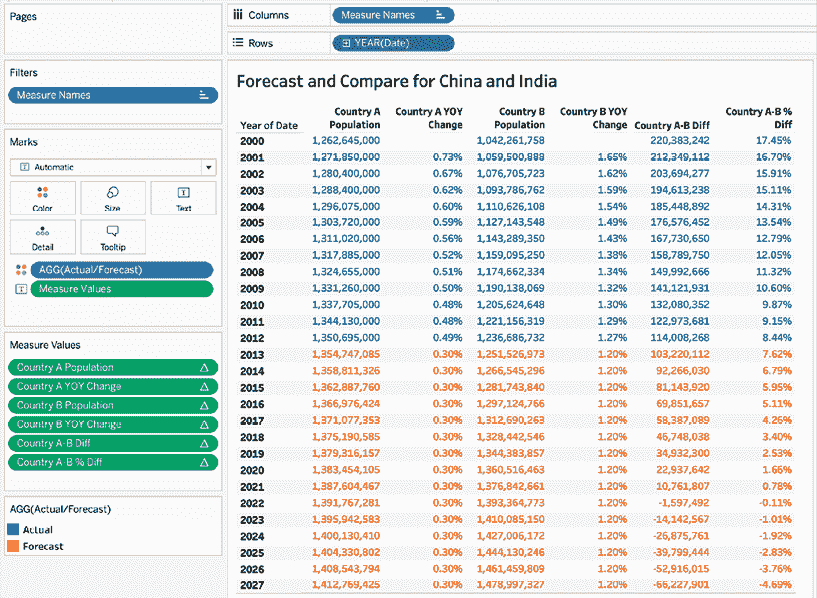 Pages
Columns
Measure Names
Rows
YEAR(Date)
Filters
Measure Names
Marks
Automatic
Color
Size
Text
Detail
Tooltip
AGG(Actual/Forecast)
Measure Values
Measure Values
Country A Population
Country A YOY Change
Country B Population
Country B YOY Change
Country A-B Diff
Country A-B % Diff
AGG(Actual/Forecast)
Actual
Forecast
Forecast and Compare for China and India
Year of Date Country A Population Country A YOY Change Country B Population Country B YOY Change Country A-B Diff Country A-B % Diff
2000 1,262,645,000 1,042,261,758 220,383,242 17.45%
2001 1,271,850,000 0.73% 1,059,500,888 1.65% 212,349,112 16.70%
2002 1,280,400,000 0.67% 1,076,705,723 1.62% 203,694,277 15.91%
2003 1,288,400,000 0.62% 1,093,786,762 1.59% 194,613,238 15.11%
2004 1,296,075,000 0.60% 1,110,626,108 1.54% 185,448,892 14.31%
2005 1,303,720,000 0.59% 1,127,143,548 1.49% 176,576,452 13.54%
2006 1,311,020,000 0.56% 1,143,289,350 1.43% 167,730,650 12.79%
2007 1,317,885,000 0.52% 1,159,095,250 1.38% 158,789,750 12.05%
2008 1,324,655,000 0.51% 1,174,662,334 1.34% 149,992,666 11.32%
2009 1,331,260,000 0.50% 1,190,138,069 1.32% 141,121,931 10.60%
2010 1,337,705,000 0.48% 1,205,624,648 1.30% 132,080,352 9.87%
2011 1,344,130,000 0.48% 1,221,156,319 1.29% 122,973,681 9.15%
2012 1,350,695,000 0.49% 1,236,686,732 1.27% 114,008,268 8.44%
2013 1,354,747,085 0.30% 1,251,526,973 1.20% 103,220,112 7.62%
2014 1,358,811,326 0.30% 1,266,545,296 1.20% 92,266,030 6.79%
2015 1,362,887,760 0.30% 1,281,743,840 1.20% 81,143,920 5.95%
2016 1,366,976,424 0.30% 1,297,124,766 1.20% 69,851,657 5.11%
2017 1,371,077,353 0.30% 1,312,690,263 1.20% 58,387,089 4.26%
2018 1,375,190,585 0.30% 1,328,442,546 1.20% 46,748,038 3.40%
2019 1,379,316,157 0.30% 1,344,383,857 1.20% 34,932,300 2.53%
2020 1,383,454,105 0.30% 1,360,516,463 1.20% 22,937,642 1.66%
2021 1,387,604,467 0.30% 1,376,842,661 1.20% 10,761,807 0.78%
2022 1,391,767,281 0.30% 1,393,364,773 1.20% -1,597,492 -0.11%
2023 1,395,942,583 0.30% 1,410,085,150 1.20% -14,142,567 -1.01%
2024 1,400,130,410 0.30% 1,427,006,172 1.20% -26,875,761 -1.92%
2025 1,404,330,802 0.30% 1,444,130,246 1.20% -39,799,444 -2.83%
2026 1,408,543,794 0.30% 1,461,459,809 1.20% -52,916,015 -3.76%
2027 1,412,769,425 0.30% 1,478,997,327 1.20% -66,227,901 -4.69%